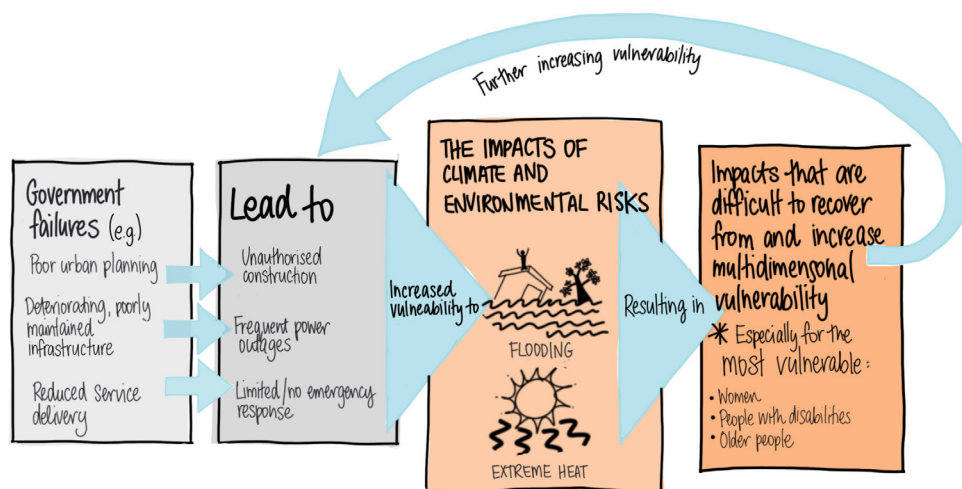 Further increasing vulnerability
Government
failures (e.g.)
Poor urban planning
Deteriorating, poorly
maintained
infrastructure
Reduced service
delivery
Lead to
Unauthorised
construction
Frequent power
outages
Limited/no emergency
response
Increased
vulneability to
THE IMPACTS OF
CLIMATE AND
ENVIRONMENTAL RISKS
FLOODING
EXTREME HEAT
Resulting in
Impacts that are
difficult to recover
from and increase
multidimensonal
vulnerability
* Especially for the
most vulnerable:
• Women
• People with disabilities
• Older people